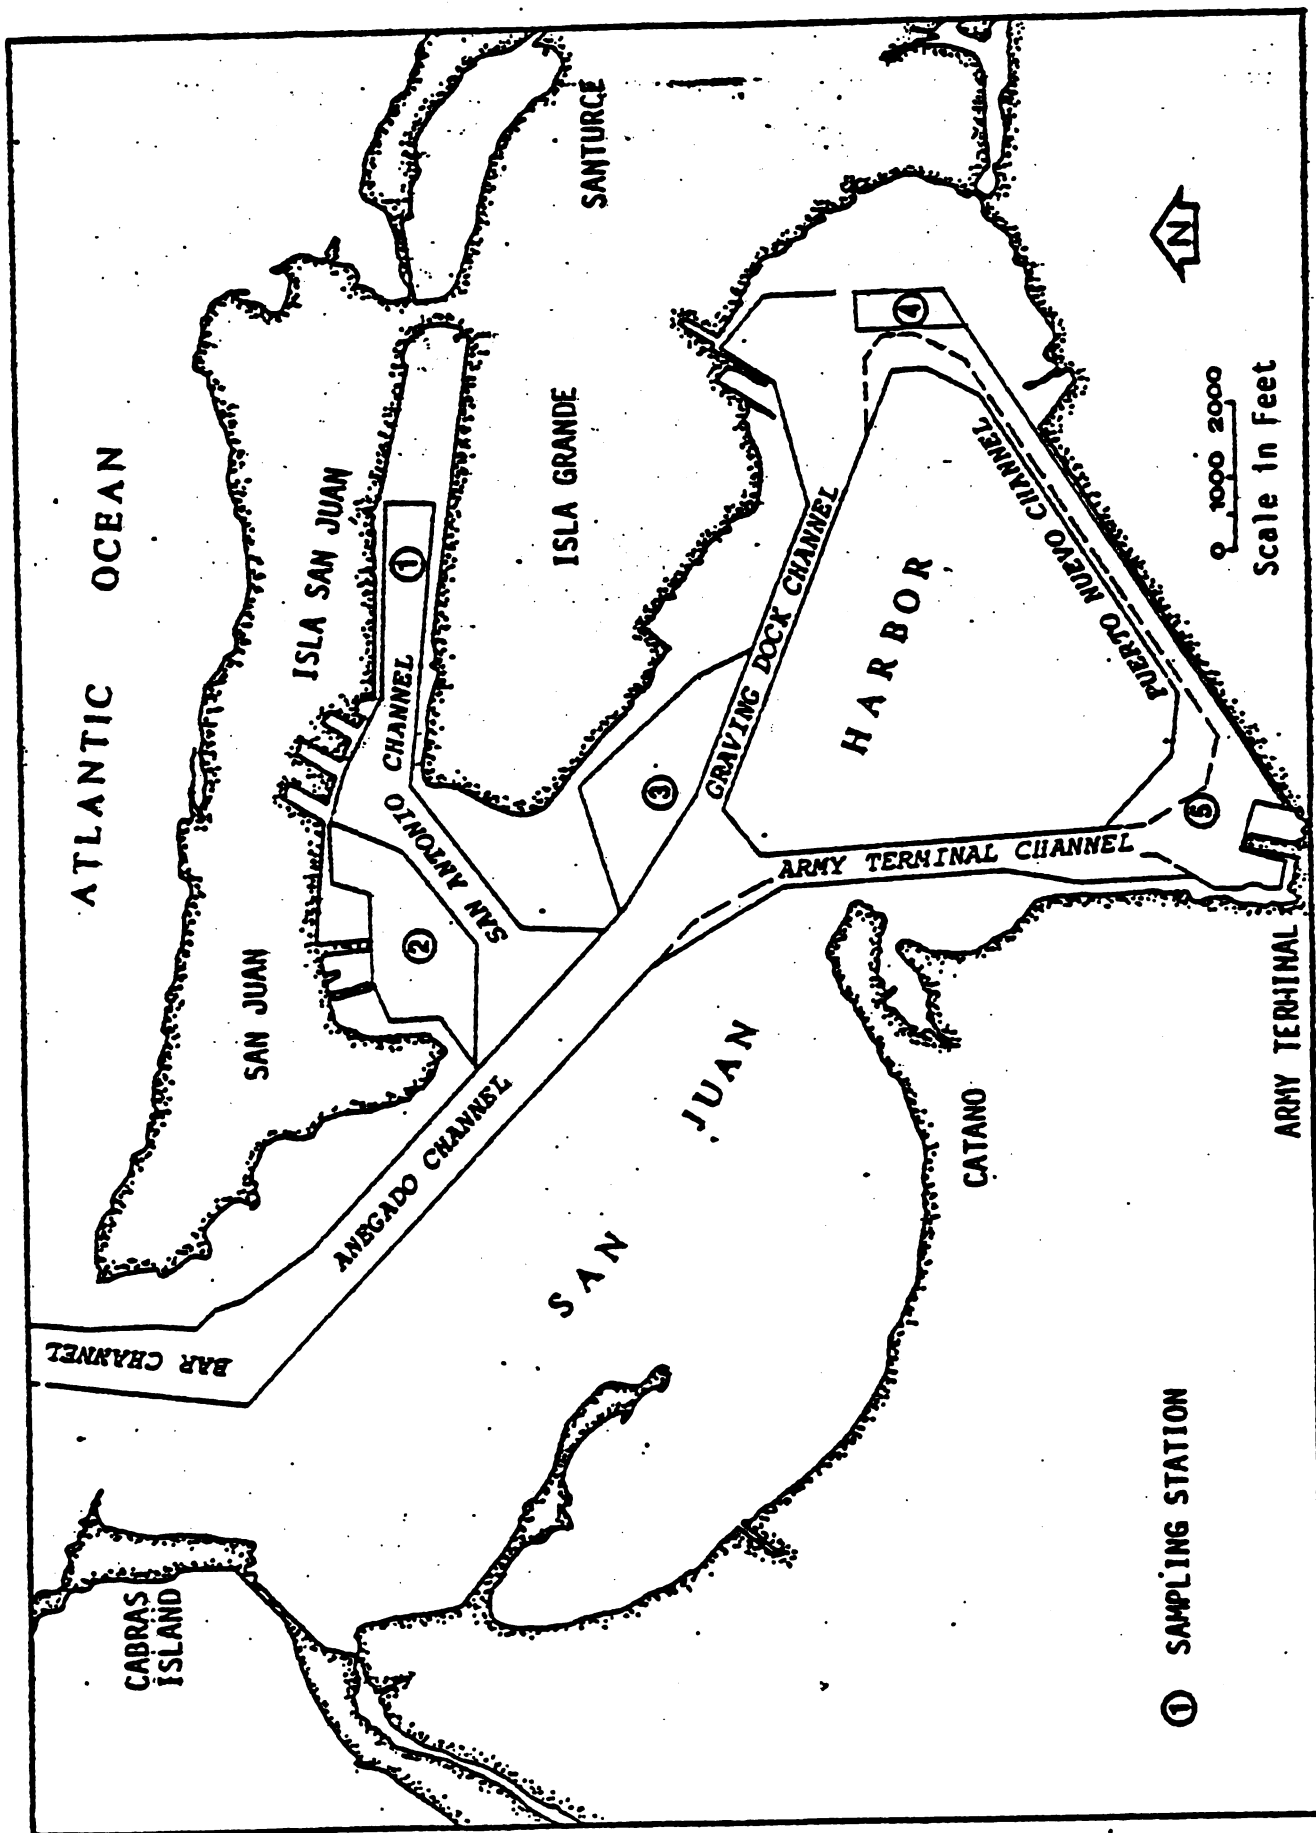 ATLANTIC OCEAN
SAN JUAN
ISLA SAN JUAN
SANTURCE
ISLA GRANDE
CABRAS
ISLAND
BAR CHANNEL
ANEGADO CHANNEL
SAN ANTONIO CHANNEL
1
2
3
4
5
GRAVING DOCK CHANNEL
ARMY TERMINAL CHANNEL
PUERTO NUEVO CHANNEL
SAN JUAN HARBOR
CATANO
ARMY TERMINAL
N
0 1000 2000
Scale in Feet
1 SAMPLING STATION